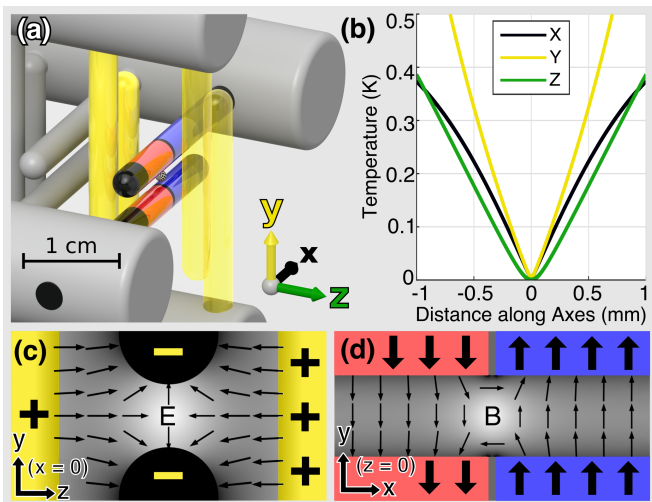 (a)
1 cm
y
x
z
(b)
Temperature (K)
0.5
0.4
0.3
0.2
0.1
0
X
Y
Z
-1 -0.5 0 0.5 1
Distance along Axes (mm)
(c)
− +
+ E +
− +
y
(x = 0)
z
(d)
B
y
(z = 0)
x